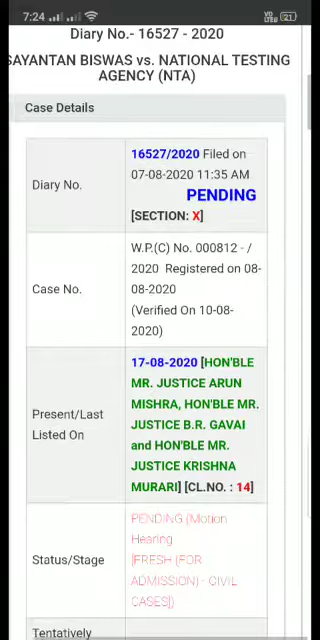 7:24
21
Diary No.- 16527 - 2020
SAYANTAN BISWAS vs. NATIONAL TESTING
AGENCY (NTA)
Case Details
Diary No.
16527/2020 Filed on
07-08-2020 11:35 AM
PENDING
[SECTION: X]
Case No.
W.P.(C) No. 000812 - /
2020 Registered on 08-
08-2020
(Verified On 10-08-
2020)
Present/Last
Listed On
17-08-2020 [HON'BLE
MR. JUSTICE ARUN
MISHRA, HON'BLE MR.
JUSTICE B.R. GAVAI
and HON'BLE MR.
JUSTICE KRISHNA
MURARI] [CL.NO. : 14]
Status/Stage
PENDING (Motion
Hearing
[FRESH (FOR
ADMISSION) - CIVIL
CASES])
Tentatively